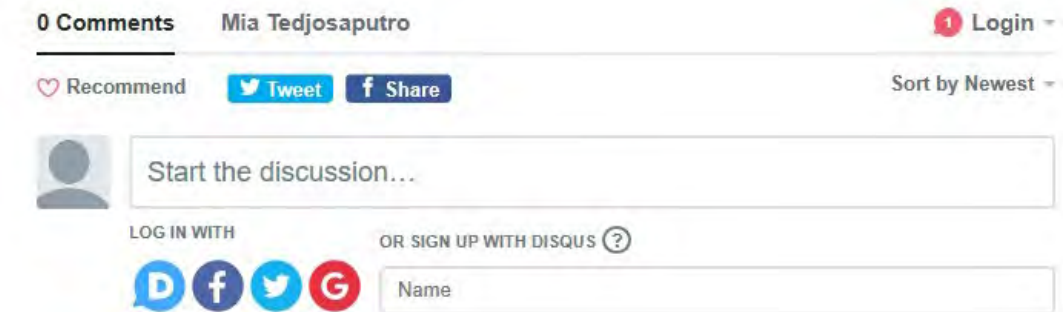 0 Comments Mia Tedjosaputro 1 Login
Recommend Tweet f Share Sort by Newest
Start the discussion...
LOG IN WITH OR SIGN UP WITH DISQUS ?
D f G Name